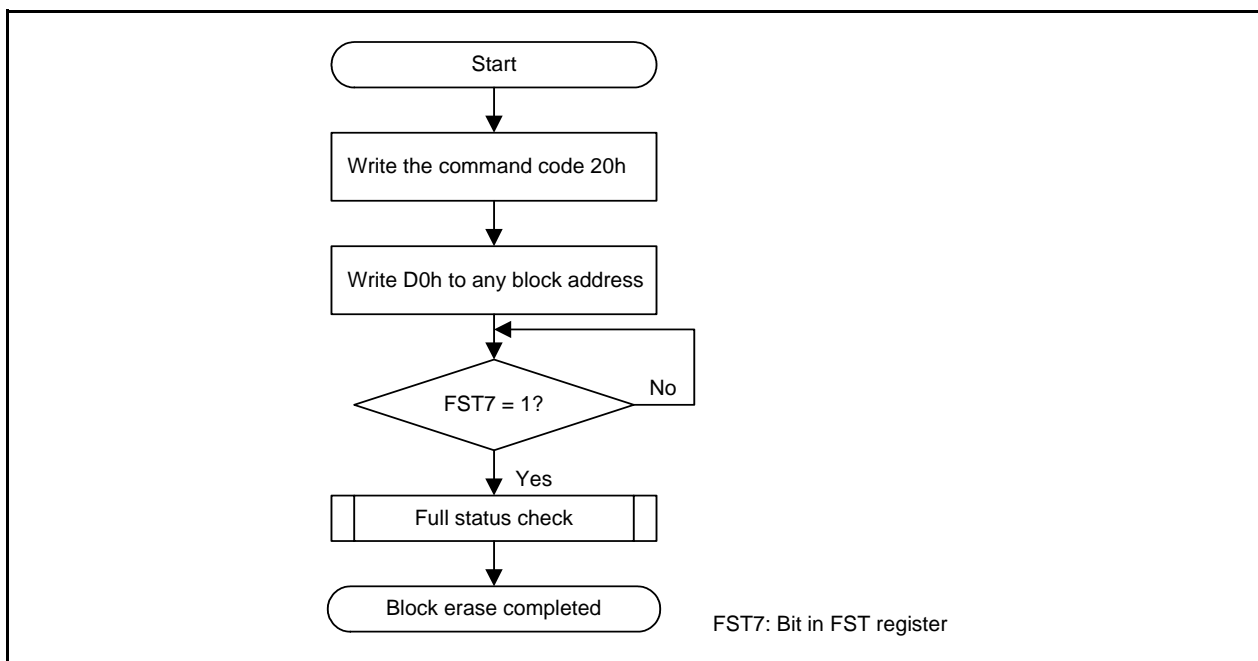 Start
Write the command code 20h
Write D0h to any block address
FST7 = 1?
No
Yes
Full status check
Block erase completed
FST7: Bit in FST register